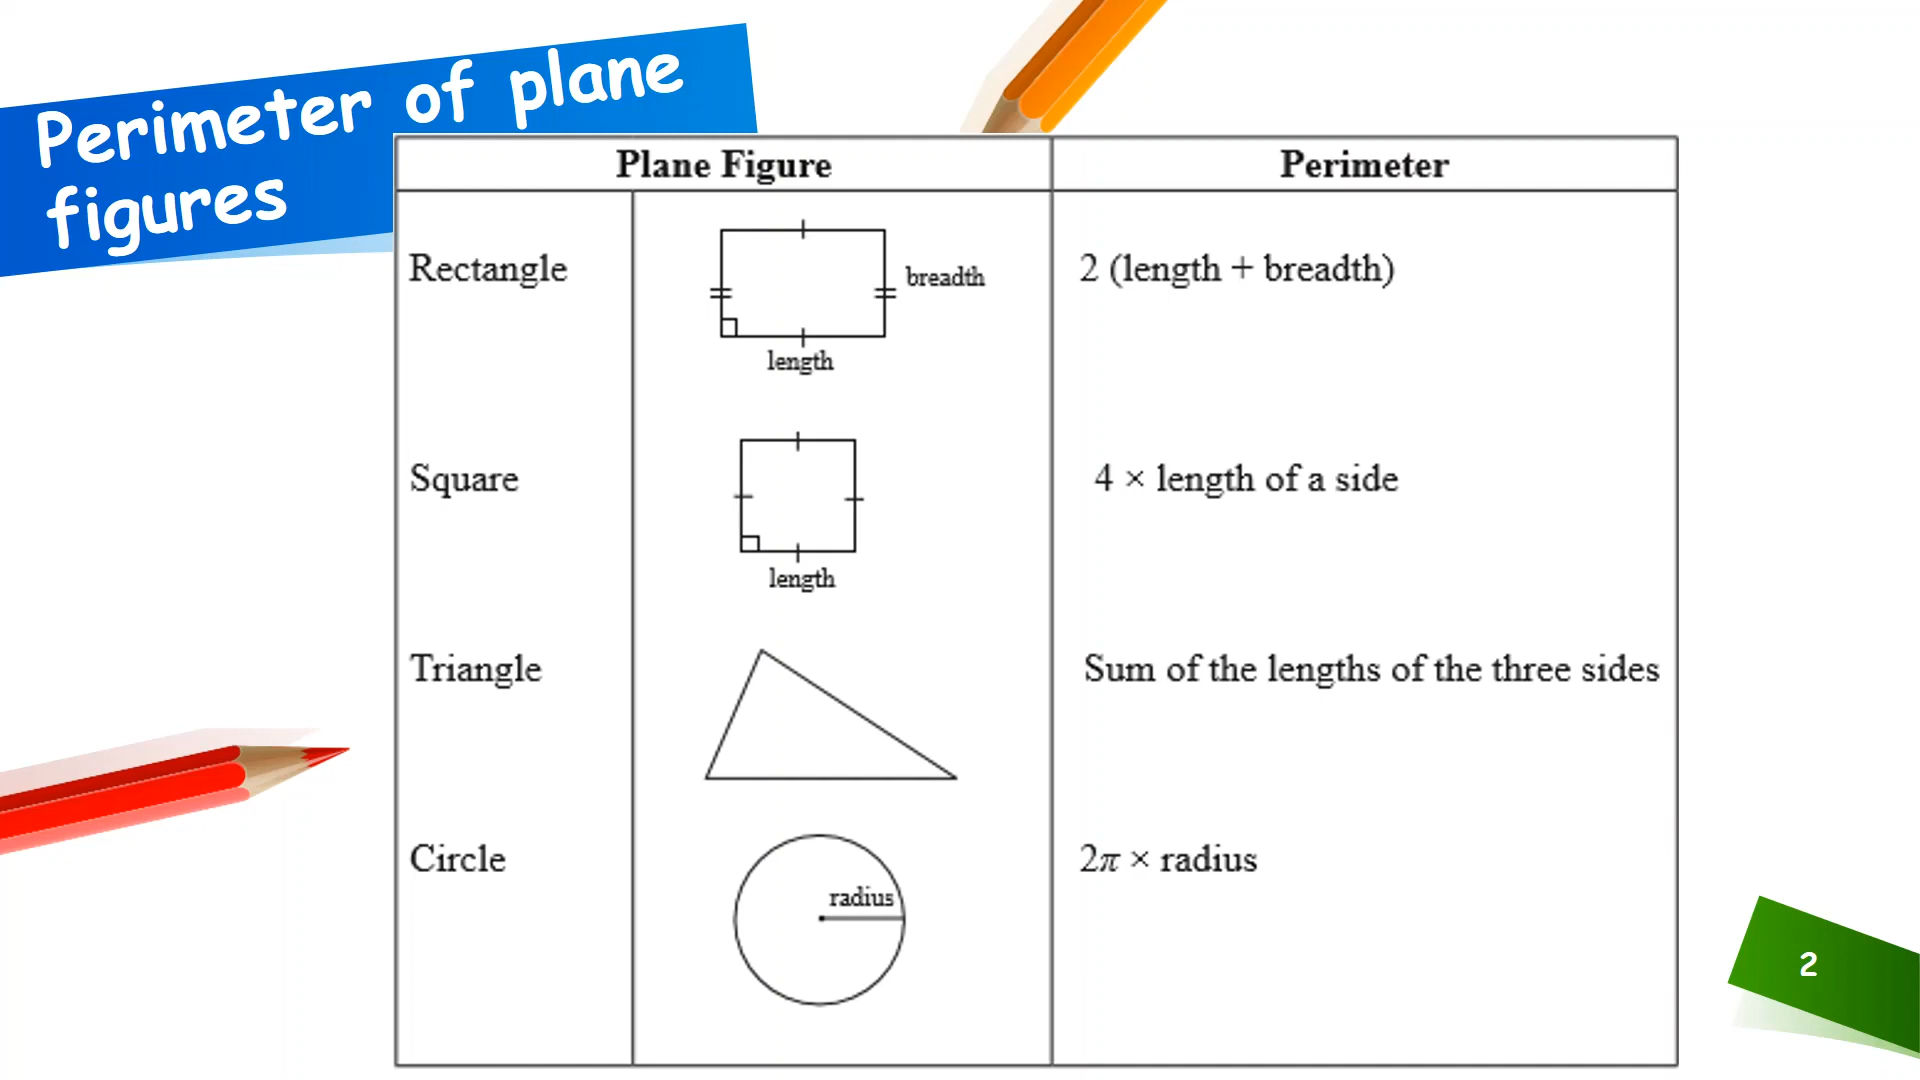 Perimeter of plane
figures
Plane Figure Perimeter
Rectangle breadth 2 (length + breadth)
length
Square 4 × length of a side
length
Triangle Sum of the lengths of the three sides
Circle 2π × radius
radius
2